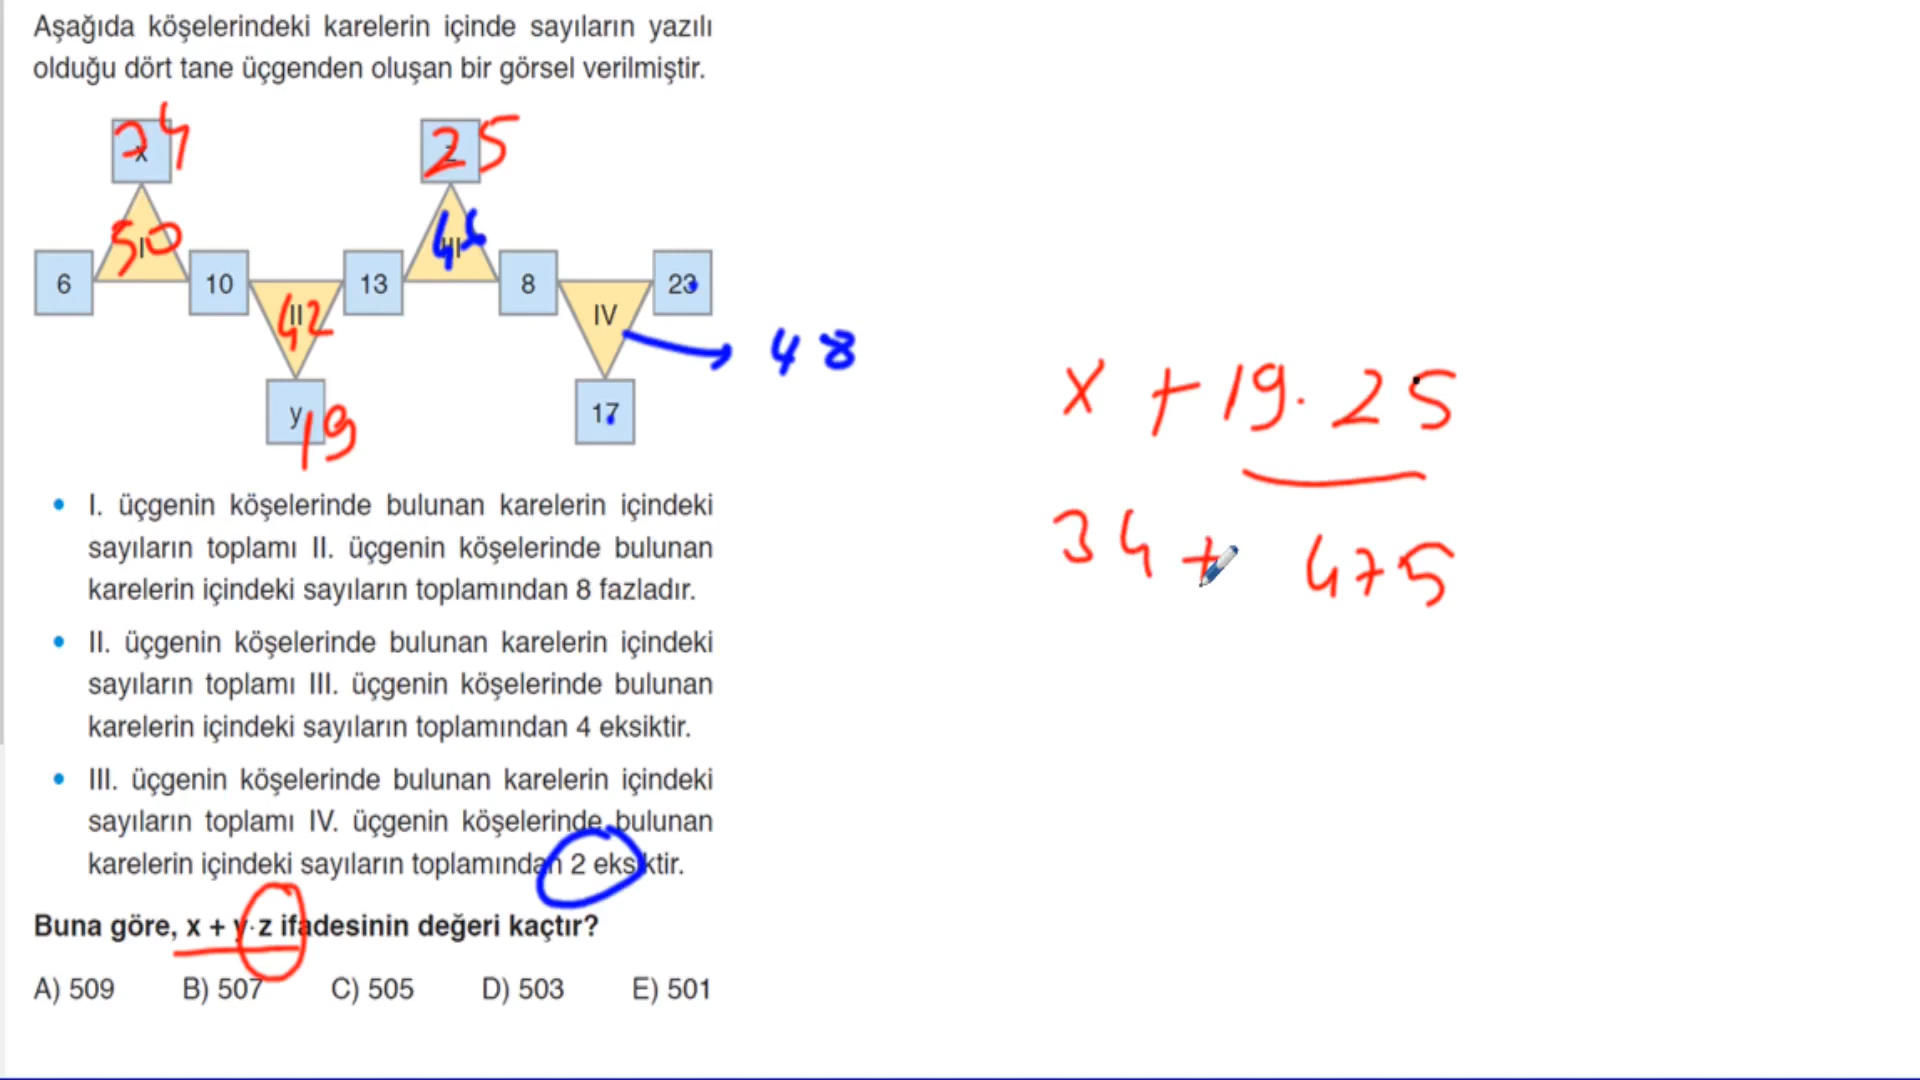 Aşağıda köşelerindeki karelerin içinde sayıların yazılı
olduğu dört tane üçgenden oluşan bir görsel verilmiştir.
x 34
z 25
I 50
III 46
6
10
13
8
23
II 42
IV
48
y 19
17
x + 19 . 25
34 + 475
• I. üçgenin köşelerinde bulunan karelerin içindeki
sayıların toplamı II. üçgenin köşelerinde bulunan
karelerin içindeki sayıların toplamından 8 fazladır.
• II. üçgenin köşelerinde bulunan karelerin içindeki
sayıların toplamı III. üçgenin köşelerinde bulunan
karelerin içindeki sayıların toplamından 4 eksiktir.
• III. üçgenin köşelerinde bulunan karelerin içindeki
sayıların toplamı IV. üçgenin köşelerinde bulunan
karelerin içindeki sayıların toplamından 2 eksiktir.
Buna göre, x + y·z ifadesinin değeri kaçtır?
A) 509 B) 507 C) 505 D) 503 E) 501